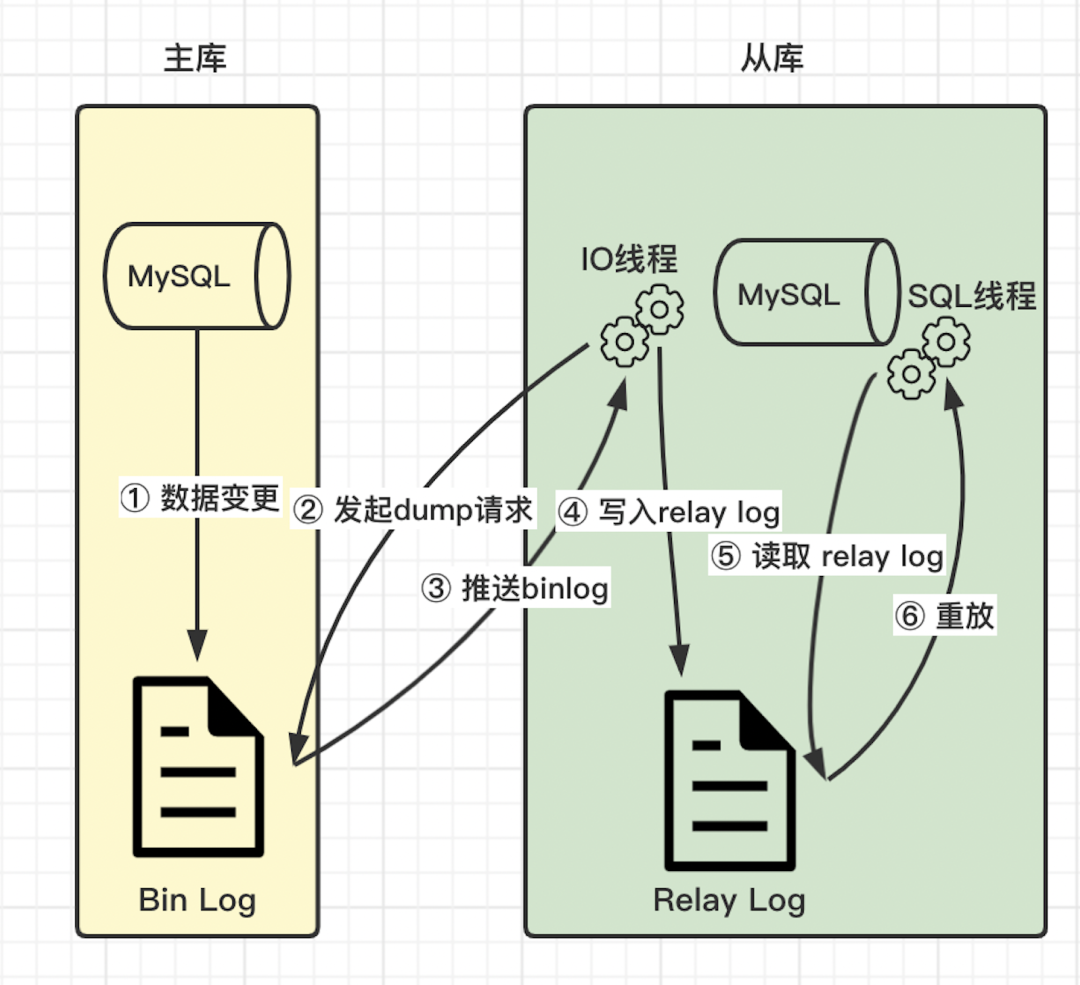 主库
从库
MySQL
IO线程
MySQL
SQL线程
① 数据变更
② 发起dump请求
④ 写入relay log
⑤ 读取 relay log
③ 推送binlog
⑥ 重放
Bin Log
Relay Log